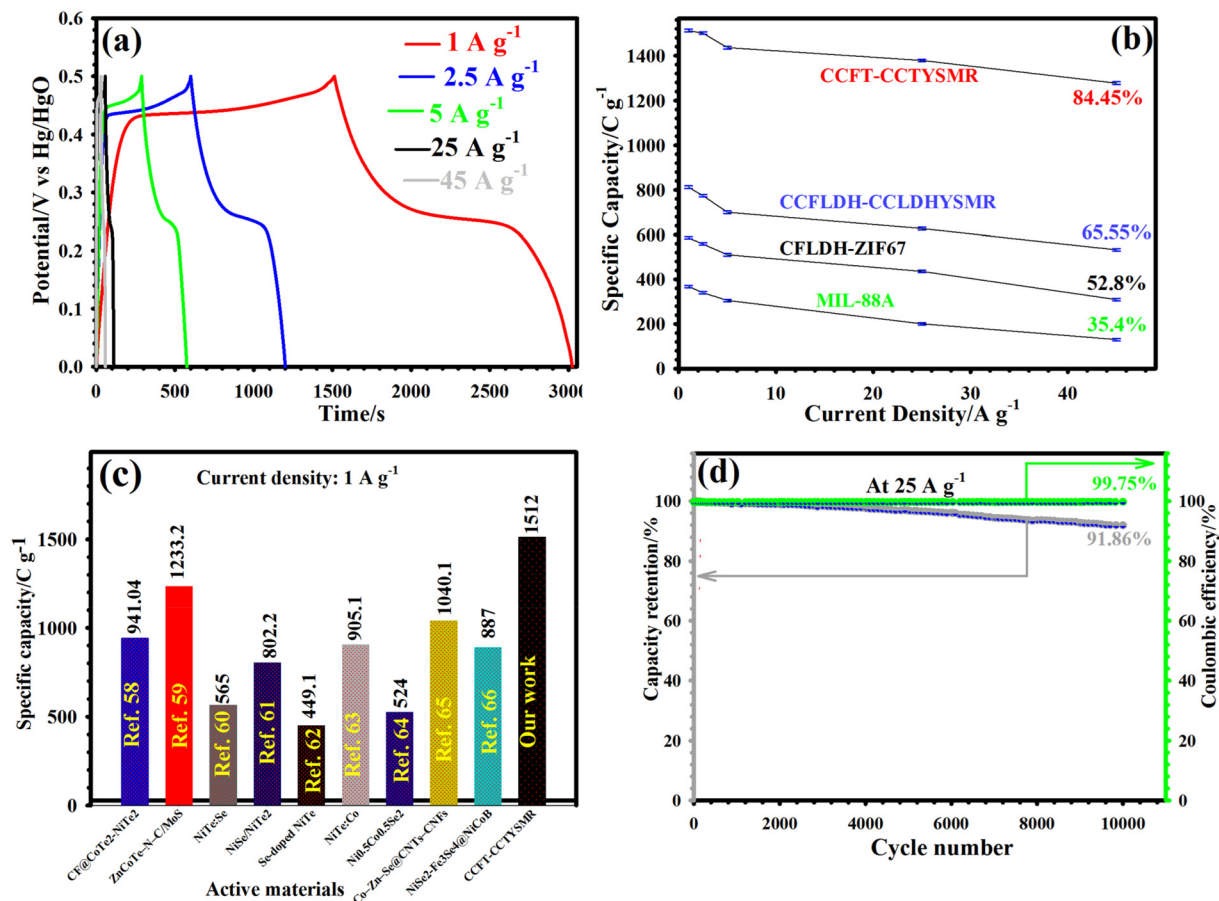 (a)
1 A g-1
2.5 A g-1
5 A g-1
25 A g-1
45 A g-1
0.6
0.5
0.4
0.3
0.2
0.1
0.0
Potential/V vs Hg/HgO
0 500 1000 1500 2000 2500 3000
Time/s
(b)
1400
1200
1000
800
600
400
200
0
Specific Capacity/C g-1
CCFT-CCTYSMR
84.45%
CCFLDH-CCLDHYSMR
65.55%
CFLDH-ZIF67
52.8%
MIL-88A
35.4%
0 20 40
Current Density/A g-1
(c)
Current density: 1 A g-1
1500
1000
500
0
Specific capacity/C g-1
941.04
1233.2
565
802.2
449.1
905.1
524
1040.1
887
1512
Ref. 58
Ref. 59
Ref. 60
Ref. 61
Ref. 62
Ref. 63
Ref. 64
Ref. 65
Ref. 66
Our work
CF@CoTe2-NiTe2
ZnCoTe–N–C/MoS
NiTe:Se
NiSe/NiTe2
Se-doped NiTe
NiTe:Co
Ni0.5Co0.5Se2
Co–Zn–Se@CNTs–CNFs
NiSe2-Fe3Se4@NiCoB
CCFT-CCTYSMR
Active materials
(d)
At 25 A g-1
99.75%
91.86%
100
80
60
40
20
0
Capacity retention/%
100
80
60
40
20
0
Coulombic efficiency/%
0 2000 4000 6000 8000 10000
Cycle number